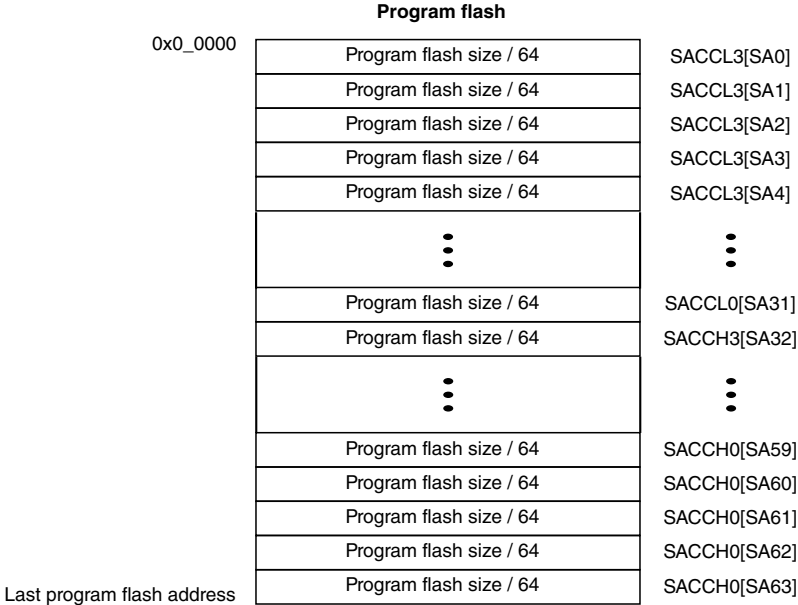 Program flash
0x0_0000
Program flash size / 64 SACCL3[SA0]
Program flash size / 64 SACCL3[SA1]
Program flash size / 64 SACCL3[SA2]
Program flash size / 64 SACCL3[SA3]
Program flash size / 64 SACCL3[SA4]
Program flash size / 64 SACCL0[SA31]
Program flash size / 64 SACCH3[SA32]
Program flash size / 64 SACCH0[SA59]
Program flash size / 64 SACCH0[SA60]
Program flash size / 64 SACCH0[SA61]
Program flash size / 64 SACCH0[SA62]
Program flash size / 64 SACCH0[SA63]
Last program flash address